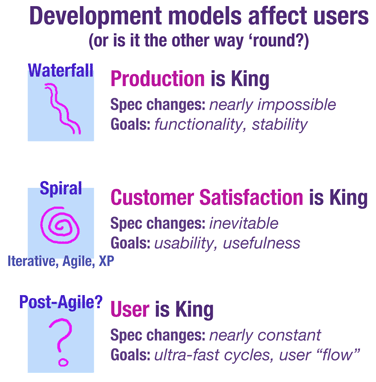 Development models affect users
(or is it the other way ‘round?)
Waterfall
Production is King
Spec changes: nearly impossible
Goals: functionality, stability
Spiral
Customer Satisfaction is King
Spec changes: inevitable
Goals: usability, usefulness
Iterative, Agile, XP
Post-Agile?
User is King
Spec changes: nearly constant
Goals: ultra-fast cycles, user “flow”
?